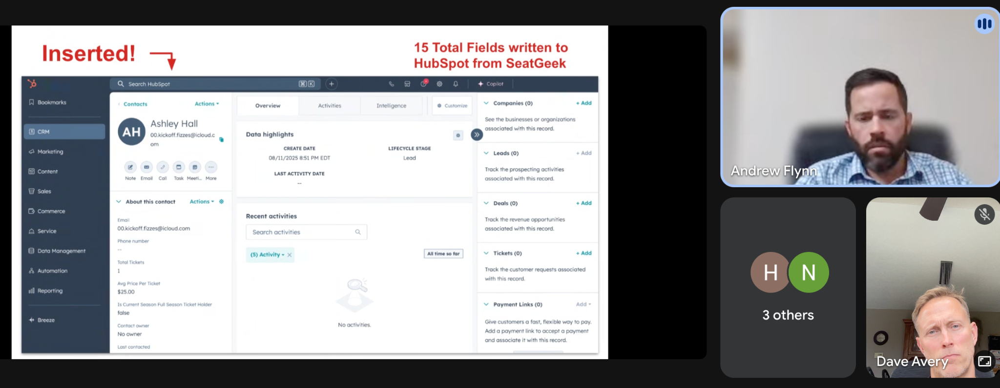 Inserted!
15 Total Fields written to
HubSpot from SeatGeek
Search HubSpot
⌘ K
+
Copilot
Bookmarks
CRM
Marketing
Content
Sales
Commerce
Service
Data Management
Automation
Reporting
Breeze
Contacts
Actions
AH
Ashley Hall
00.kickoff.fizzes@icloud.c
om
Note
Email
Call
Task
Meeti...
More
About this contact
Actions
Email
00.kickoff.fizzes@icloud.com
Phone number
--
Total Tickets
1
Avg Price Per Ticket
$25.00
Is Current Season Full Season Ticket Holder
false
Contact owner
No owner
Last contacted
Overview
Activities
Intelligence
Customize
Data highlights
CREATE DATE
08/11/2025 8:51 PM EDT
LIFECYCLE STAGE
Lead
LAST ACTIVITY DATE
--
Recent activities
Search activities
(5) Activity
All time so far
No activities.
Companies (0)
+ Add
See the businesses or organizations
associated with this record.
Leads (0)
+ Add
Track the prospecting activities
associated with this record.
Deals (0)
+ Add
Track the revenue opportunities
associated with this record.
Tickets (0)
+ Add
Track the customer requests associated
with this record.
Payment Links (0)
Add
Give customers a fast, flexible way to pay.
Add a payment link to accept a payment
and associate it with this record.
Andrew Flynn
H
N
3 others
Dave Avery